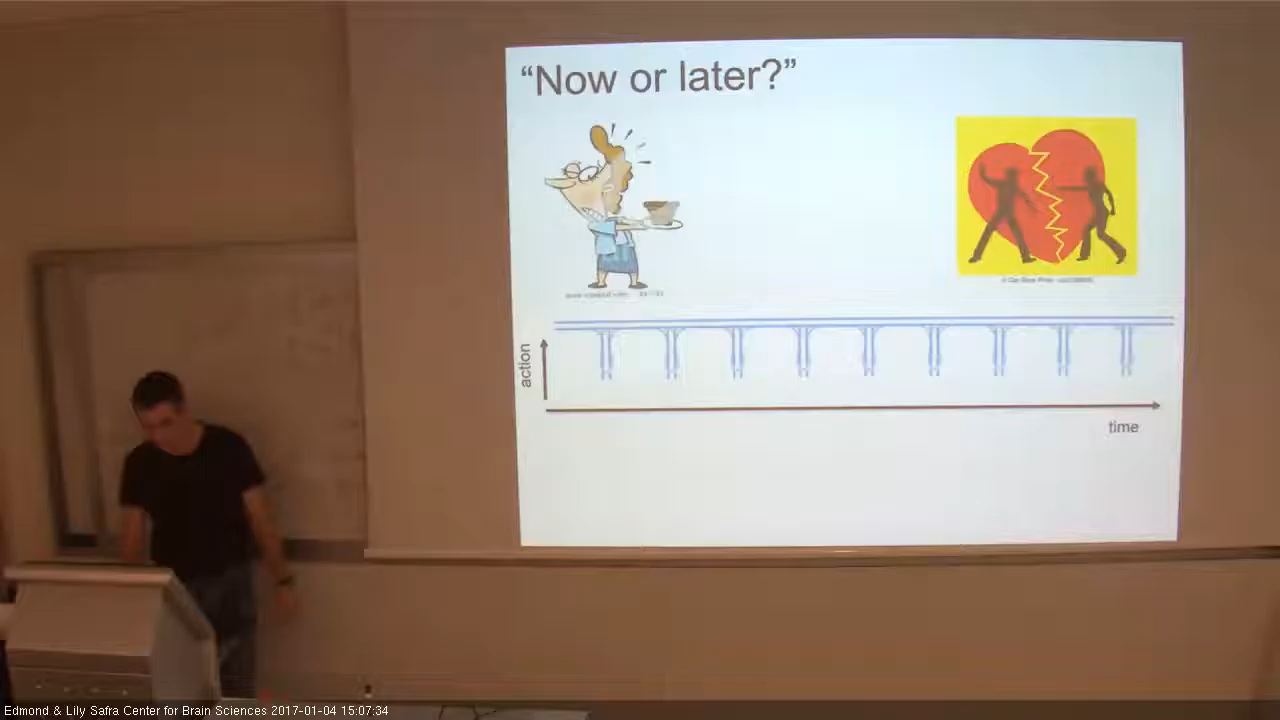 “Now or later?”
action
time
Edmond & Lily Safra Center for Brain Sciences 2017-01-04 15:07:34